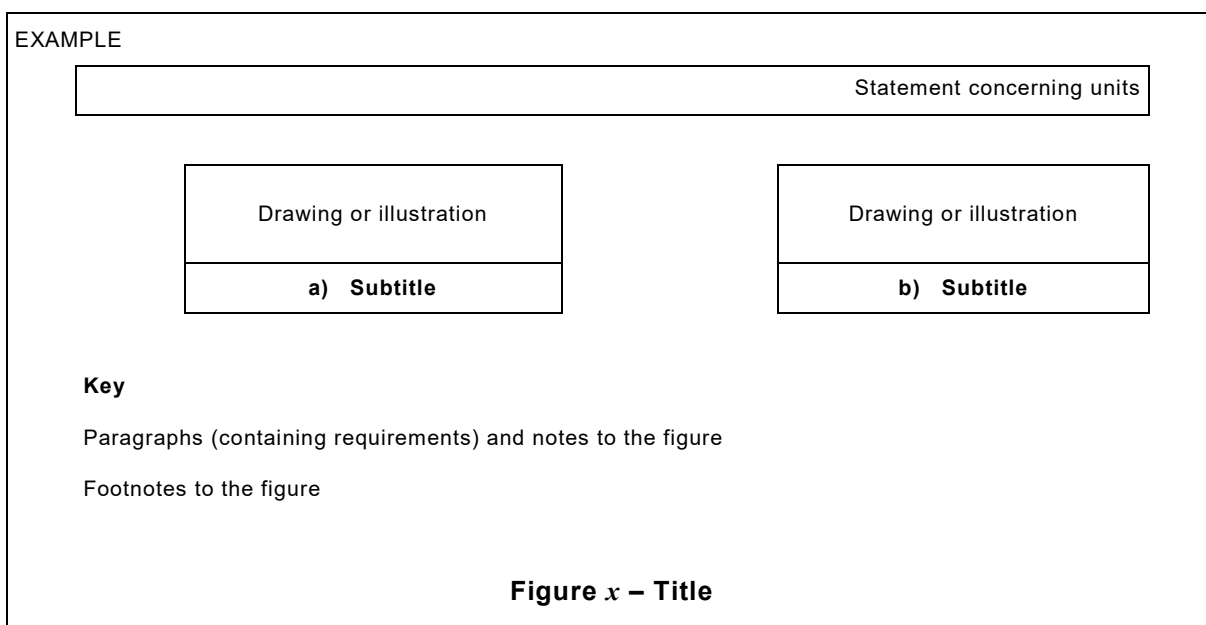 EXAMPLE
Statement concerning units
Drawing or illustration
a) Subtitle
Drawing or illustration
b) Subtitle
Key
Paragraphs (containing requirements) and notes to the figure
Footnotes to the figure
Figure x – Title